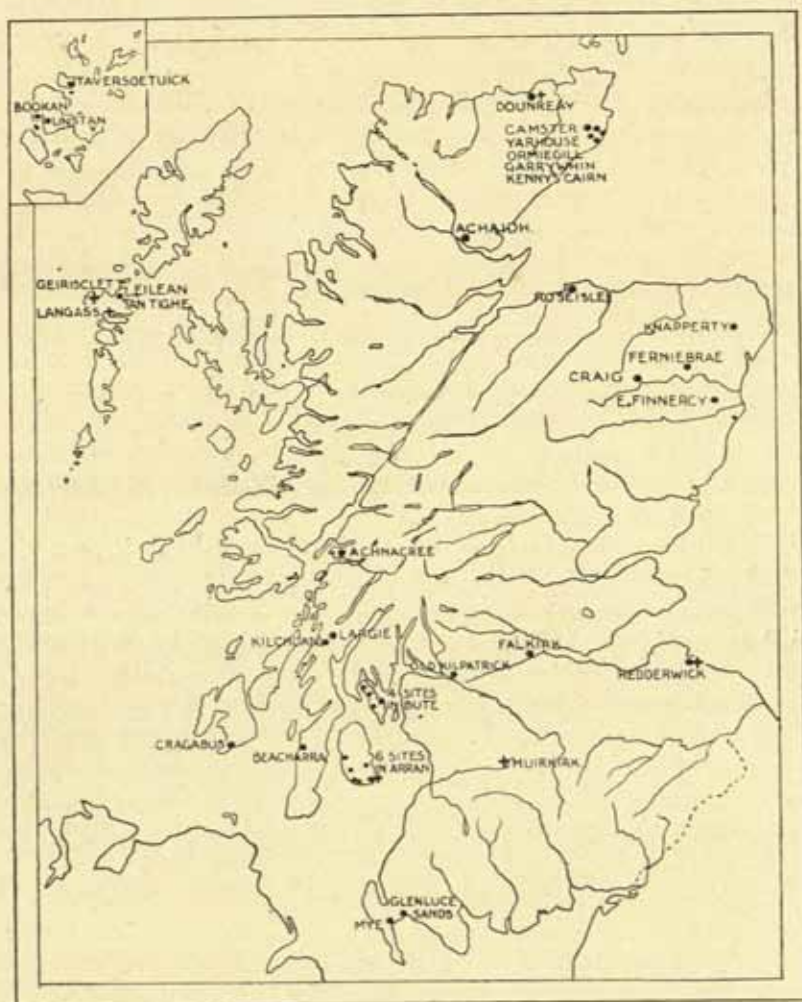 TAVERSOETUICK
BOOKAN
UNSTAN
DOUNREAY
CAMSTER
YARHOUSE
ORMIEGILL
GARRYWHIN
KENNY'S CAIRN
ACHAIDH.
GEIRISCLETT
EILEAN
AN TIGHE
LANGASS
ROSEISLE
KNAPPERTY
FERNIEBRAE
CRAIG
E. FINNERCY
ACHNACREE
LARGIE
KILCHOAN
FALKIRK
OLD KILPATRICK
HEDDERWICK
4 SITES
IN BUTE
CRAGABUS
BEACHARRA
6 SITES
IN ARRAN
MUIRKIRK
GLENLUCE
SANDS
MYE